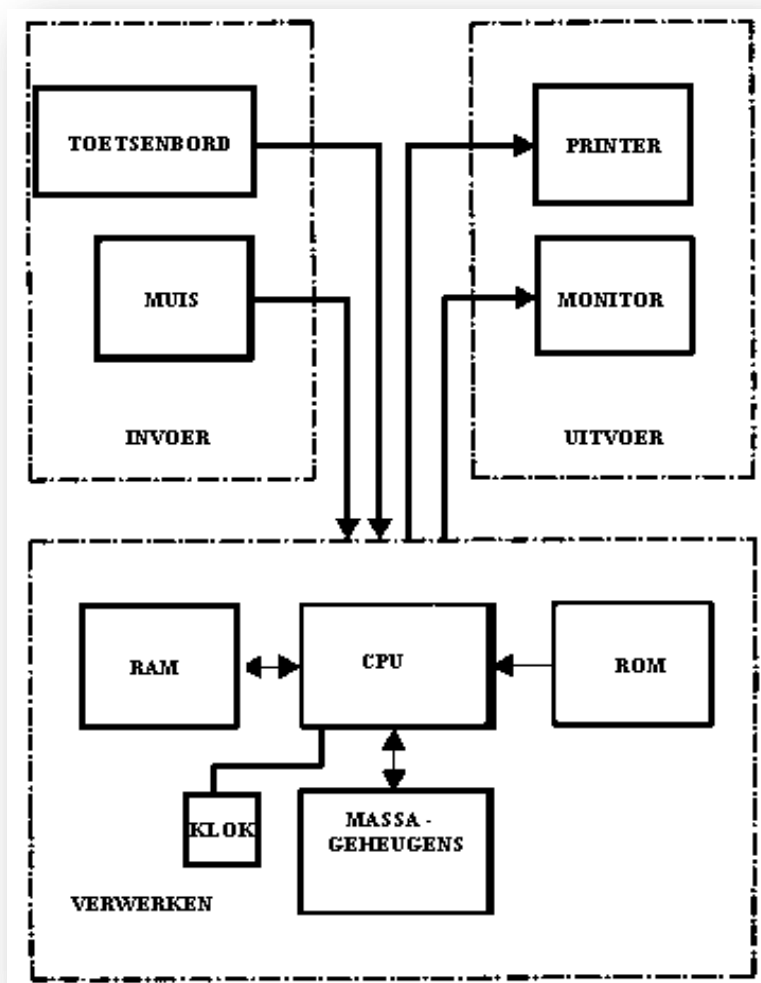 TOETSENBORD
MUIS
INVOER
PRINTER
MONITOR
UITVOER
RAM
CPU
ROM
KLOK
MASSA -
GEHEUGENS
VERWERKEN